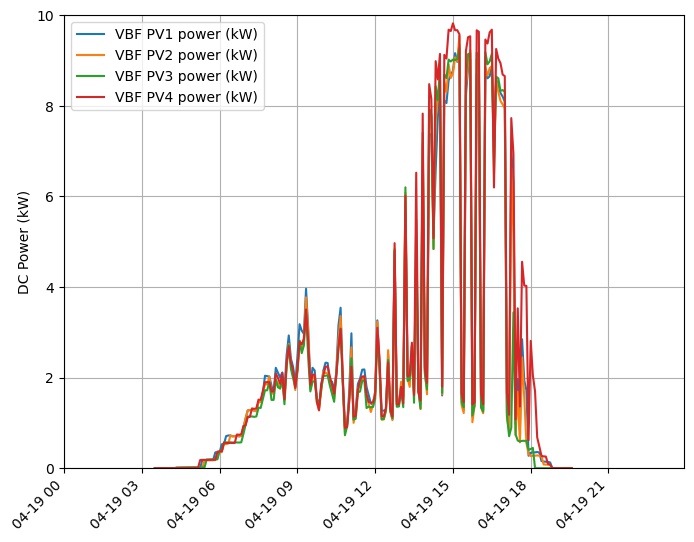 VBF PV1 power (kW)
VBF PV2 power (kW)
VBF PV3 power (kW)
VBF PV4 power (kW)
DC Power (kW)
10
8
6
4
2
0
04-19 00
04-19 03
04-19 06
04-19 09
04-19 12
04-19 15
04-19 18
04-19 21